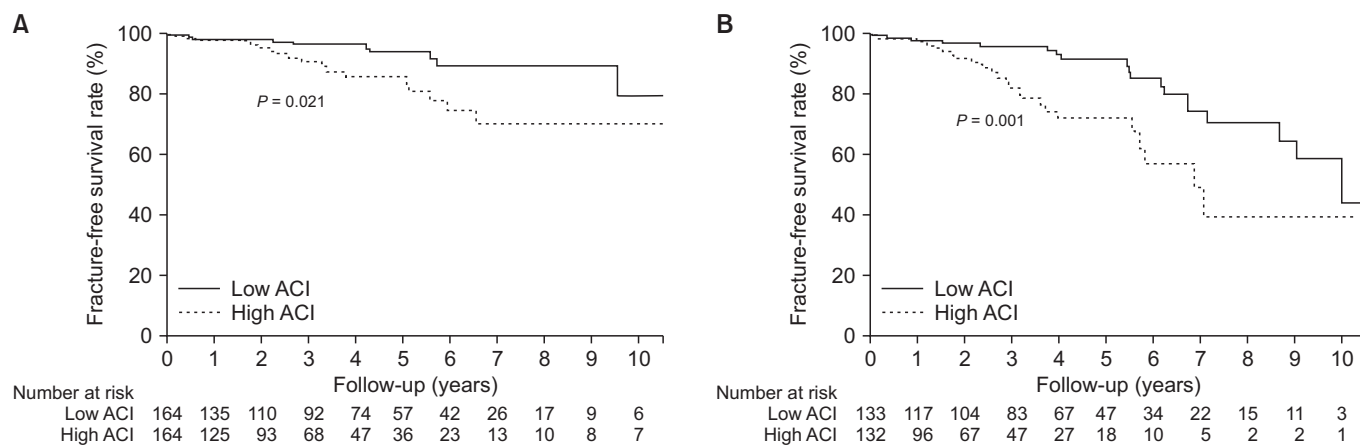 A
Fracture-free survival rate (%)
100
80
60
40
20
0
P = 0.021
Low ACI
High ACI
0 1 2 3 4 5 6 7 8 9 10
Follow-up (years)
Number at risk
Low ACI 164 135 110 92 74 57 42 26 17 9 6
High ACI 164 125 93 68 47 36 23 13 10 8 7
B
Fracture-free survival rate (%)
100
80
60
40
20
0
P = 0.001
Low ACI
High ACI
0 1 2 3 4 5 6 7 8 9 10
Follow-up (years)
Number at risk
Low ACI 133 117 104 83 67 47 34 22 15 11 3
High ACI 132 96 67 47 27 18 10 5 2 2 1